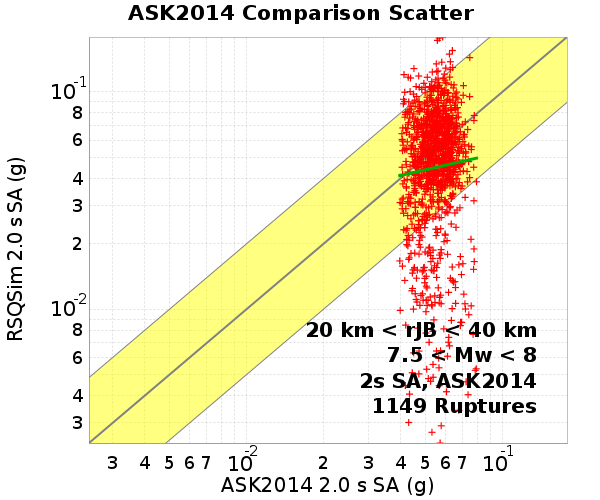 ASK2014 Comparison Scatter
10-1
8
6
4
3
2
10-2
8
6
4
3
RSQSim 2.0 s SA (g)
20 km < rJB < 40 km
7.5 < Mw < 8
2s SA, ASK2014
1149 Ruptures
3 4 5 6 7 10-2 2 3 4 5 6 7 10-1
ASK2014 2.0 s SA (g)